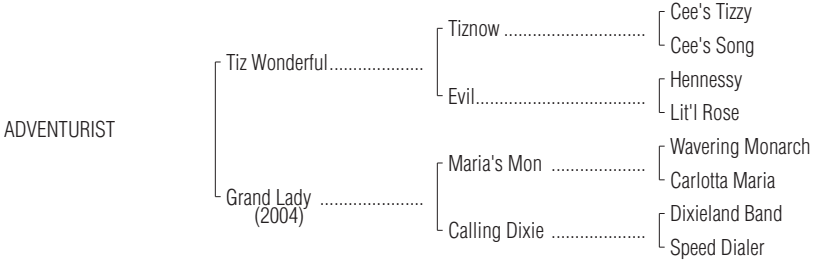 Cee's Tizzy
Tiznow ..............................
Cee's Song
Tiz Wonderful....................
Hennessy
Evil....................................
Lit'l Rose
ADVENTURIST
Wavering Monarch
Maria's Mon ....................
Carlotta Maria
Grand Lady ......................
(2004)
Dixieland Band
Calling Dixie ....................
Speed Dialer